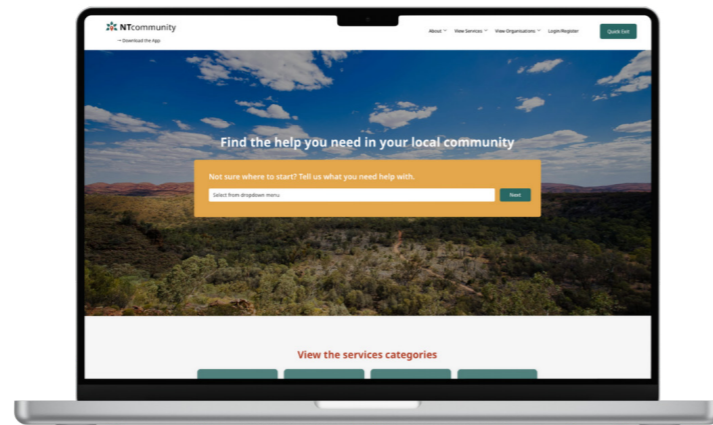 NTcommunity
Download the App
About
View Services
View Organisations
Login/Register
Quick Exit
Find the help you need in your local community
Not sure where to start? Tell us what you need help with.
Select from dropdown menu
Next
View the services categories